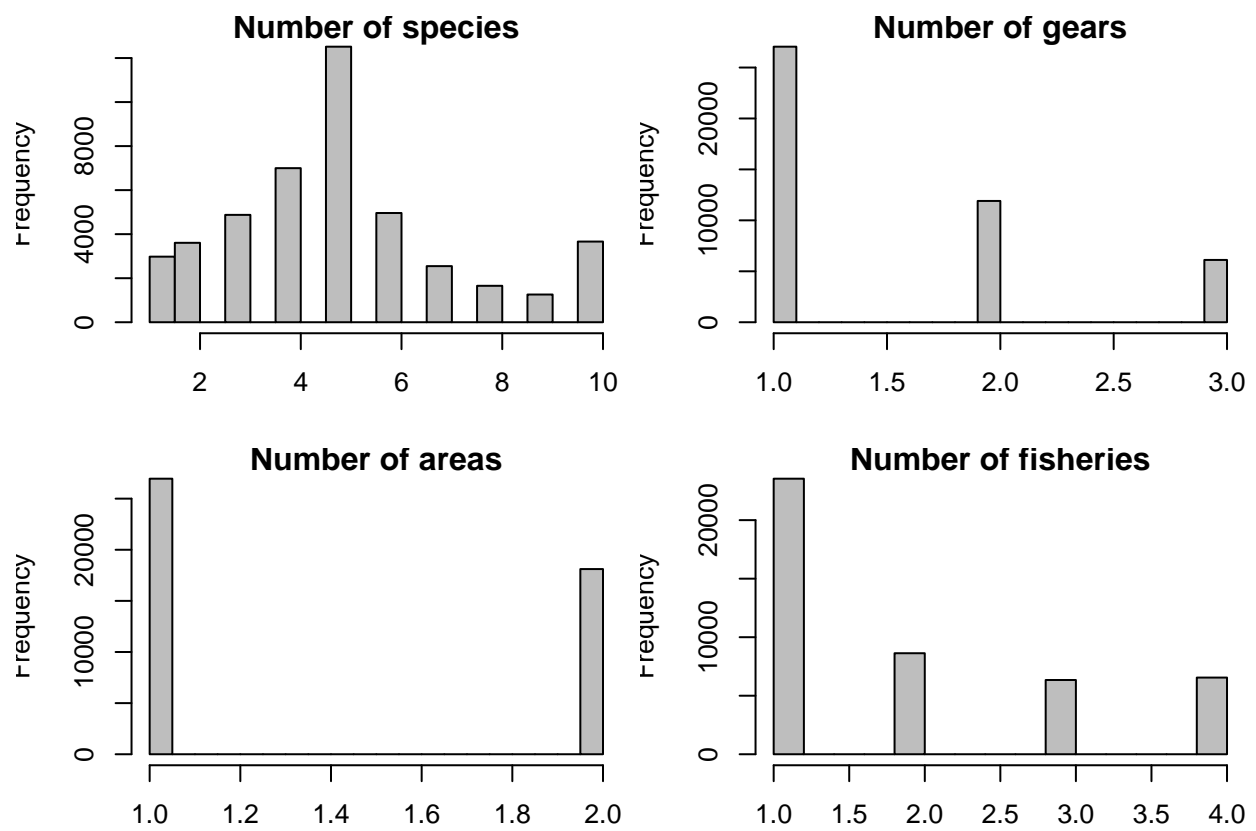 Number of species
Frequency
0 4000 8000
2 4 6 8 10
Number of gears
Frequency
0 10000 20000
1.0 1.5 2.0 2.5 3.0
Number of areas
Frequency
0 10000 20000
1.0 1.2 1.4 1.6 1.8 2.0
Number of fisheries
Frequency
0 10000 20000
1.0 1.5 2.0 2.5 3.0 3.5 4.0